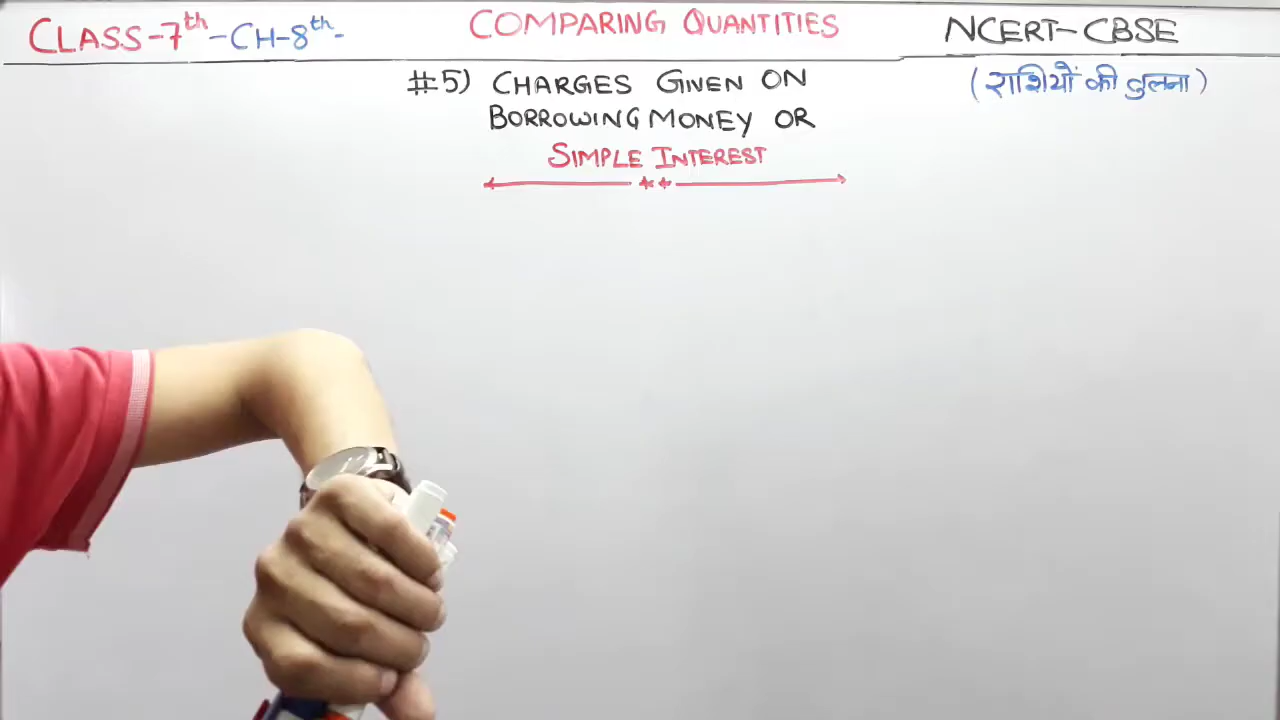 CLASS-7th-CH-8th-
COMPARING QUANTITIES
NCERT-CBSE
(राशियों की तुलना)
#5) CHARGES GIVEN ON
BORROWING MONEY OR
SIMPLE INTEREST